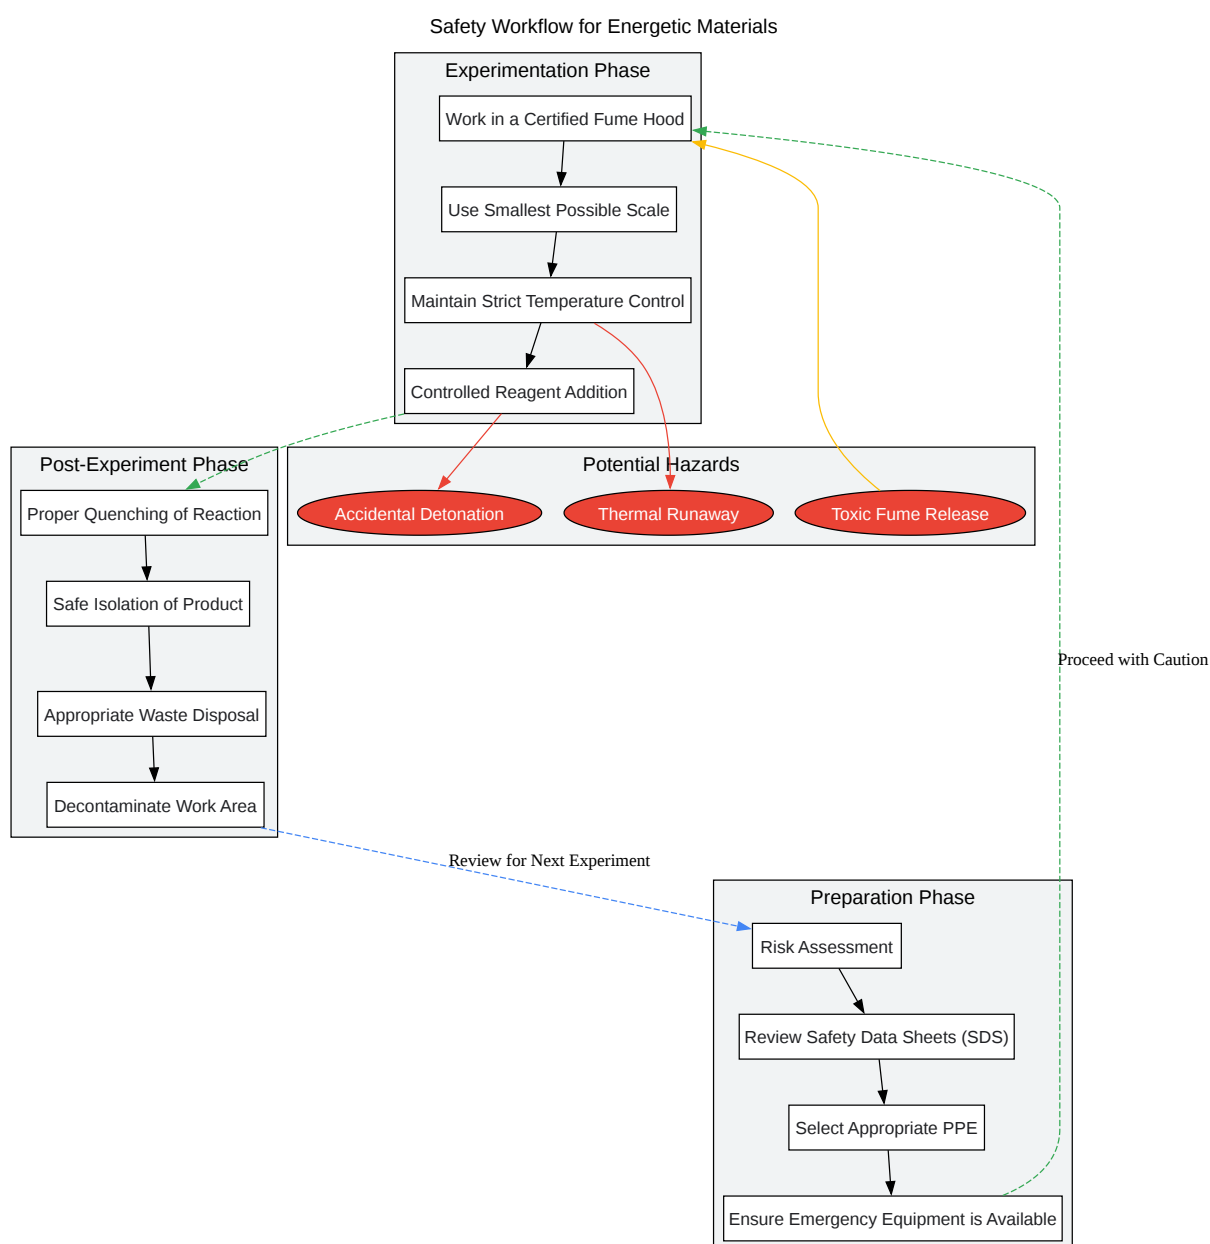 Safety Workflow for Energetic Materials
Experimentation Phase
Work in a Certified Fume Hood
Use Smallest Possible Scale
Maintain Strict Temperature Control
Controlled Reagent Addition
Post-Experiment Phase
Proper Quenching of Reaction
Safe Isolation of Product
Appropriate Waste Disposal
Decontaminate Work Area
Potential Hazards
Accidental Detonation
Thermal Runaway
Toxic Fume Release
Proceed with Caution
Review for Next Experiment
Preparation Phase
Risk Assessment
Review Safety Data Sheets (SDS)
Select Appropriate PPE
Ensure Emergency Equipment is Available